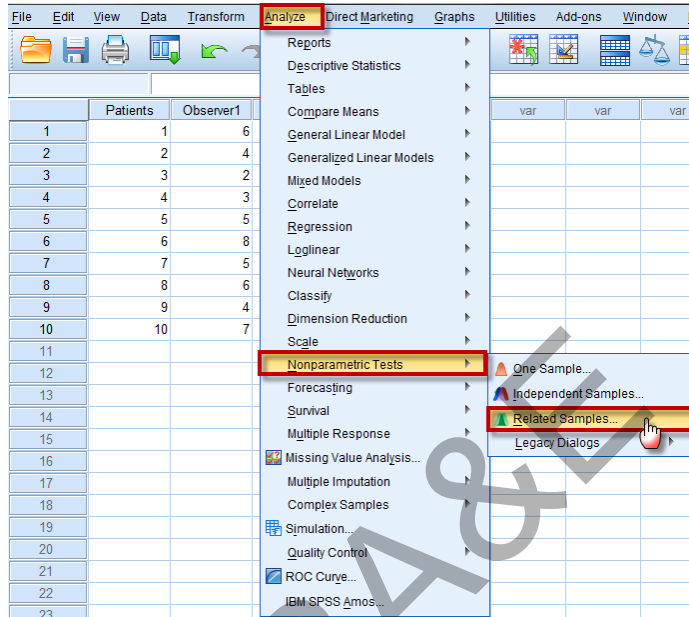 File Edit View Data Transform Analyze Direct Marketing Graphs Utilities Add-ons Window
Patients Observer1 var var var
1 1 6
2 2 4
3 3 2
4 4 3
5 5 5
6 6 8
7 7 5
8 8 6
9 9 4
10 10 7
11
12
13
14
15
16
17
18
19
20
21
22
23
Reports
Descriptive Statistics
Tables
Compare Means
General Linear Model
Generalized Linear Models
Mixed Models
Correlate
Regression
Loglinear
Neural Networks
Classify
Dimension Reduction
Scale
Nonparametric Tests
Forecasting
Survival
Multiple Response
Missing Value Analysis...
Multiple Imputation
Complex Samples
Simulation...
Quality Control
ROC Curve...
IBM SPSS Amos...
One Sample...
Independent Samples...
Related Samples...
Legacy Dialogs